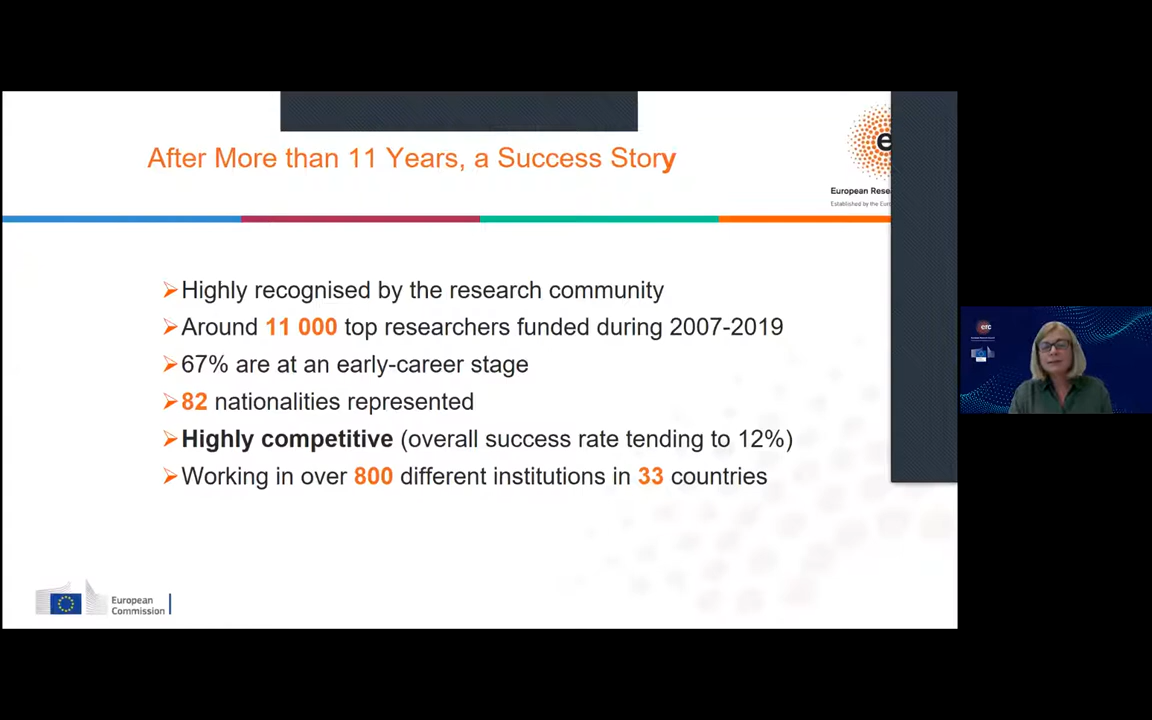 After More than 11 Years, a Success Story
European Rese
Established by the
➢Highly recognised by the research community
➢Around 11 000 top researchers funded during 2007-2019
➢67% are at an early-career stage
➢82 nationalities represented
➢Highly competitive (overall success rate tending to 12%)
➢Working in over 800 different institutions in 33 countries
erc
European
Commission